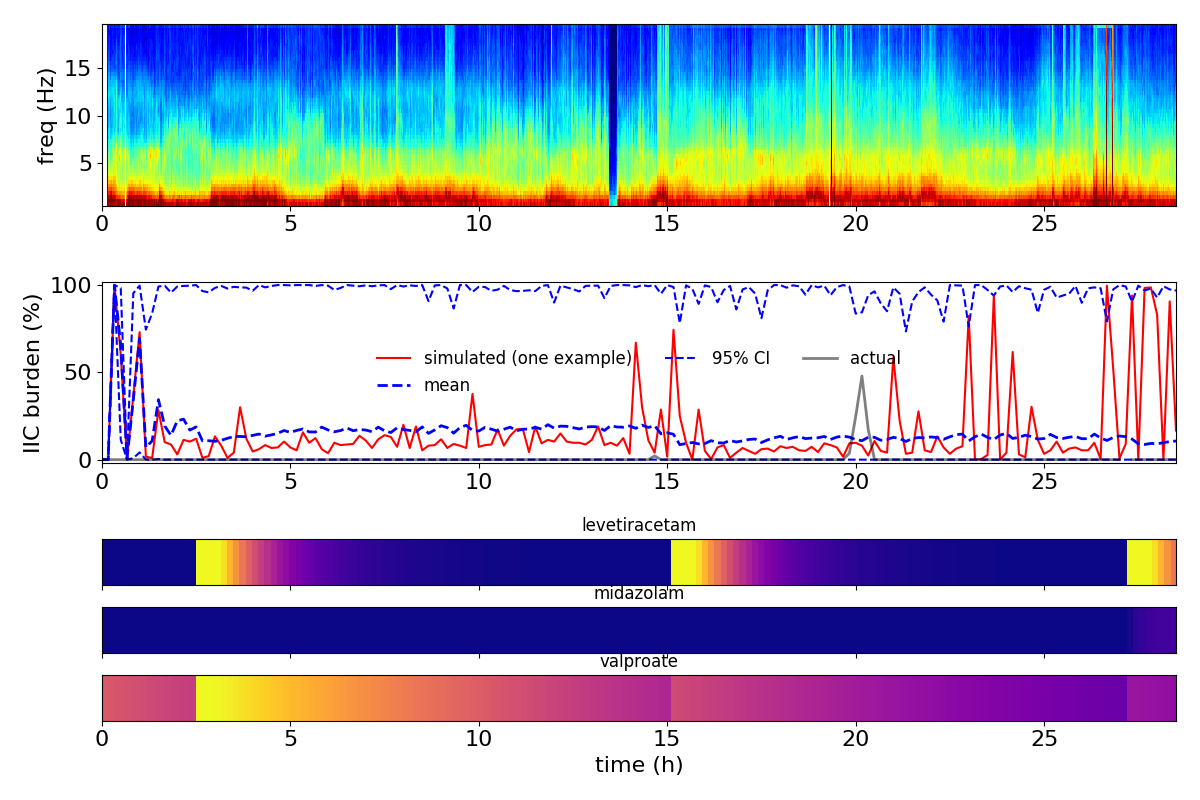 freq (Hz)
15
10
5
0 5 10 15 20 25
IIC burden (%)
100
50
0
simulated (one example) 95% CI actual
mean
0 5 10 15 20 25
levetiracetam
midazolam
valproate
0 5 10 15 20 25
time (h)